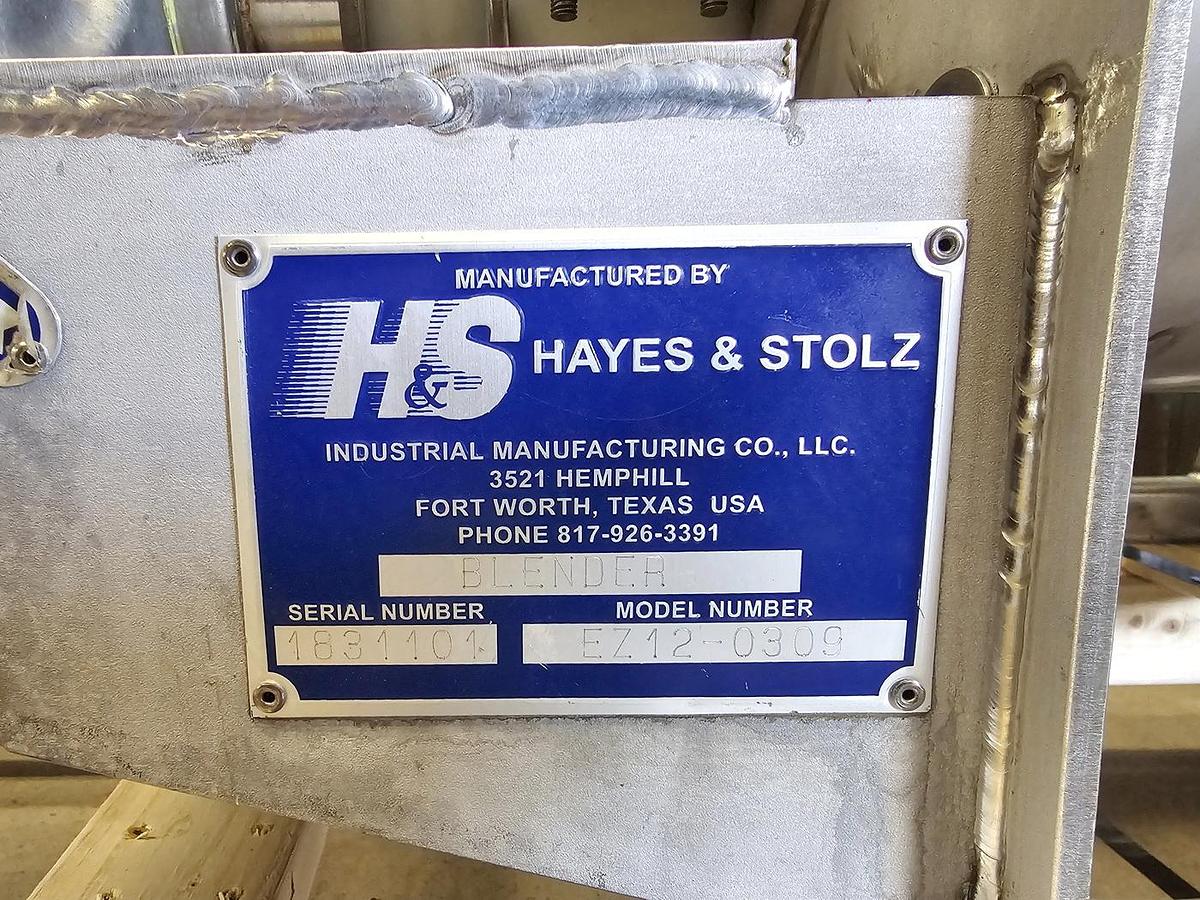 MANUFACTURED BY
H&S HAYES & STOLZ
INDUSTRIAL MANUFACTURING CO., LLC.
3521 HEMPHILL
FORT WORTH, TEXAS USA
PHONE 817-926-3391
BLENDER
SERIAL NUMBER MODEL NUMBER
1831101 EZ12-0309